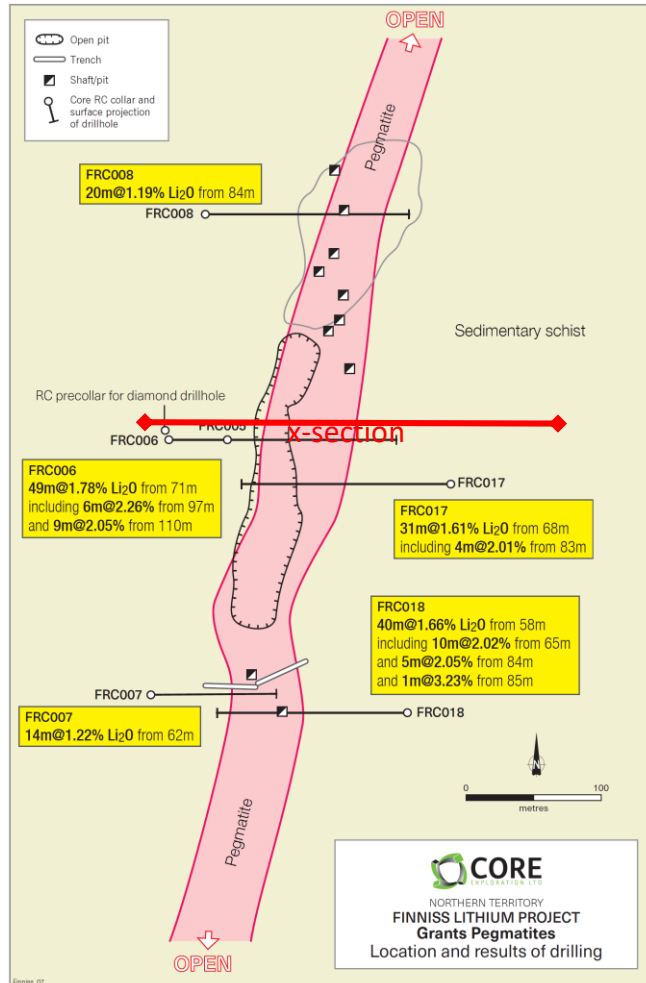 OPEN
Open pit
Trench
Shaft/pit
Core RC collar and
surface projection
of drillhole
Pegmatite
FRC008
20m@1.19% Li2O from 84m
FRC008
Sedimentary schist
RC precollar for diamond drillhole
FRC005
x-section
FRC006
FRC006
49m@1.78% Li2O from 71m
including 6m@2.26% from 97m
and 9m@2.05% from 110m
FRC017
FRC017
31m@1.61% Li2O from 68m
including 4m@2.01% from 83m
FRC018
40m@1.66% Li2O from 58m
including 10m@2.02% from 65m
and 5m@2.05% from 84m
and 1m@3.23% from 85m
FRC007
FRC007
14m@1.22% Li2O from 62m
FRC018
N
0 100
metres
Pegmatite
CORE
EXPLORATION LTD
NORTHERN TERRITORY
FINNISS LITHIUM PROJECT
Grants Pegmatites
Location and results of drilling
OPEN